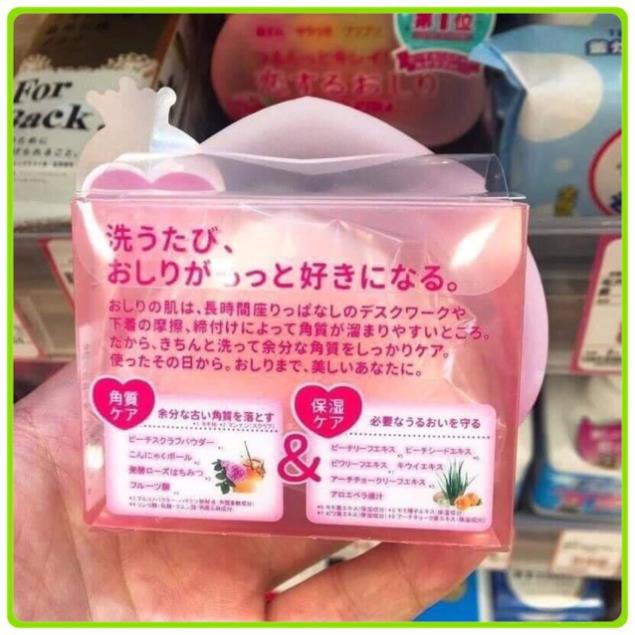 第1位
恋するおしり
For
Back.
洗うたび、
おしりがもっと好きになる。
おしりの肌は、長時間座りっぱなしのデスクワークや
下着の摩擦、締付けによって角質が溜まりやすいところ。
だから、きちんと洗って余分な角質をしっかりケア。
使ったその日から。おしりまで、美しいあなたに。
角質
ケア
余分な古い角質を落とす
ピーチスクラブパウダー
こんにゃくボール
発酵ローズはちみつ
フルーツ酸
&
保湿
ケア
必要なうるおいを守る
ピーチリーフエキス ピーチシードエキス
ビワリーフエキス キウイエキス
アーチチョークリーフエキス
アロエベラ液汁